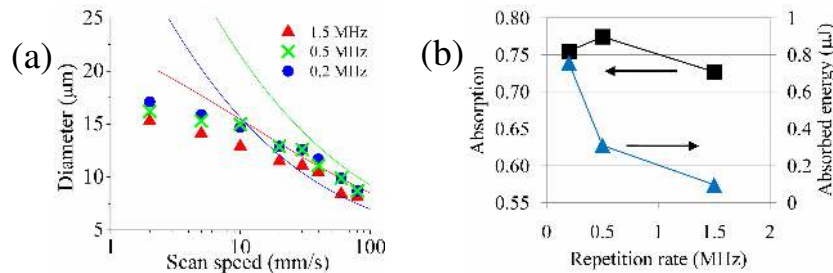 (a)
Diameter (μm)
25
20
15
10
5
1.5 MHz
0.5 MHz
0.2 MHz
1
10
100
Scan speed (mm/s)
(b)
Absorption
0.80
0.75
0.70
0.65
0.60
0.55
0
0.5
1
1.5
2
Repetition rate (MHz)
1
0.8
0.6
0.4
0.2
0
Absorbed energy (μJ)